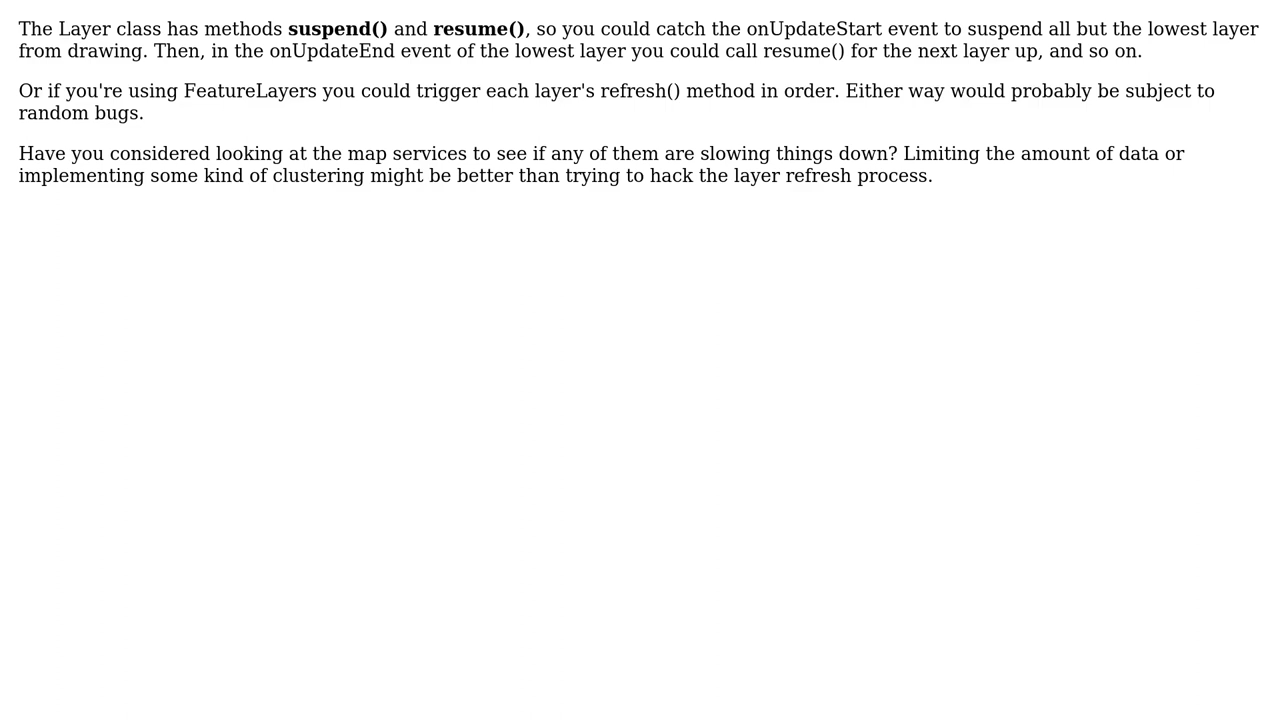 The Layer class has methods suspend() and resume(), so you could catch the onUpdateStart event to suspend all but the lowest layer
from drawing. Then, in the onUpdateEnd event of the lowest layer you could call resume() for the next layer up, and so on.
Or if you're using FeatureLayers you could trigger each layer's refresh() method in order. Either way would probably be subject to
random bugs.
Have you considered looking at the map services to see if any of them are slowing things down? Limiting the amount of data or
implementing some kind of clustering might be better than trying to hack the layer refresh process.